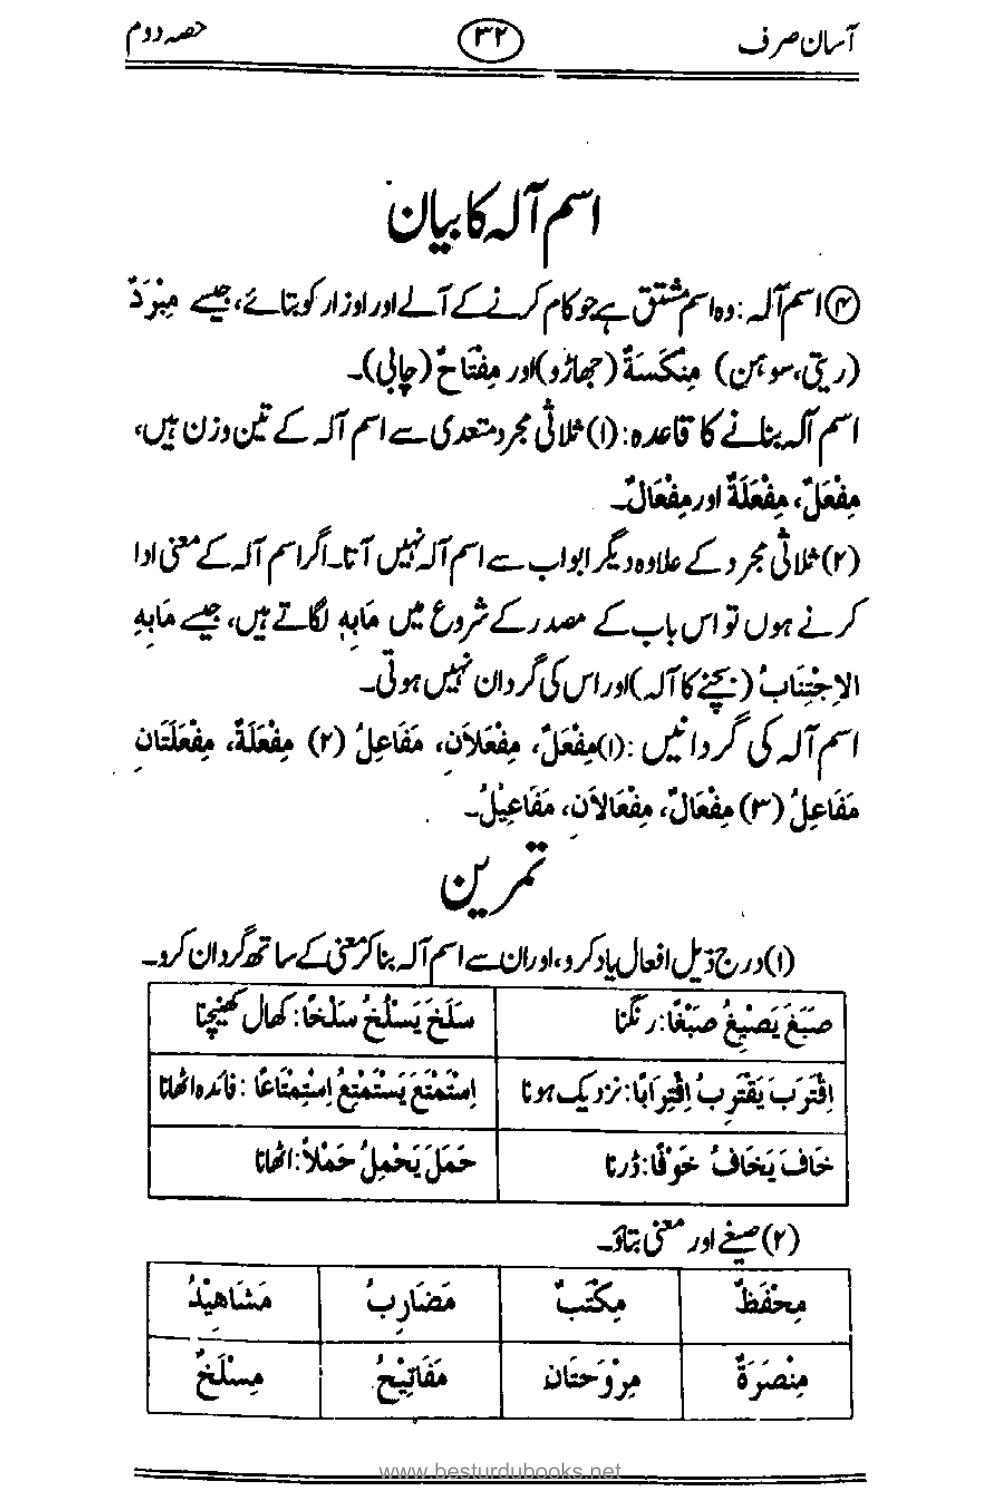 آسان صرف ۳۲ حصہ دوم
اسم آلہ کا بیان
۴ اسم آلہ: وہ اسم مشتق ہے جو کام کرنے کے آلے اور اوزار کو بتائے، جیسے مِبْرَدٌ
(ریتی، سوہن) مِنْکَسَةٌ (جھاڑو) اور مِفْتَاحٌ (چابی)۔
اسم آلہ بنانے کا قاعدہ: (۱) ثلاثی مجرد متعدی سے اسم آلہ کے تین وزن ہیں،
مِفْعَلٌ، مِفْعَلَةٌ اور مِفْعَالٌ۔
(۲) ثلاثی مجرد کے علاوہ دیگر ابواب سے اسم آلہ نہیں آتا۔ اگر اسم آلہ کے معنی ادا
کرنے ہوں تو اس باب کے مصدر کے شروع میں مَابِهٖ لگاتے ہیں، جیسے مَابِهِ
الاِجْتِنَابُ (بچنے کا آلہ) اور اس کی گردان نہیں ہوتی۔
اسم آلہ کی گردانیں: (۱) مِفْعَلٌ، مِفْعَلاَنِ، مَفَاعِلُ (۲) مِفْعَلَةٌ، مِفْعَلَتَانِ
مَفَاعِلُ (۳) مِفْعَالٌ، مِفْعَالاَنِ، مَفَاعِيْلُ۔
تمرین
(۱) درج ذیل افعال یاد کرو، اور ان سے اسم آلہ بنا کر معنی کے ساتھ گردان کرو۔
صَبَغَ يَصْبِغُ صَبْغًا: رنگنا سَلَخَ يَسْلُخُ سَلْخًا: کھال کھینچنا
اِقْتَرَبَ يَقْتَرِبُ اِقْتِرَابًا: نزدیک ہونا اِسْتَمْتَعَ يَسْتَمْتِعُ اِسْتِمْتَاعًا: فائدہ اٹھانا
خَافَ يَخَافُ خَوْفًا: ڈرنا حَمَلَ يَحْمِلُ حَمْلاً: اٹھانا
(۲) صیغے اور معنی بتاؤ۔
مِحْفَظٌ مِکْتَبٌ مَضَارِبُ مَشَاهِيْدُ
مِنْصَرَةٌ مِرْوَحَتَانِ مَفَاتِيْحُ مِسْلَخٌ
www.besturdubooks.net